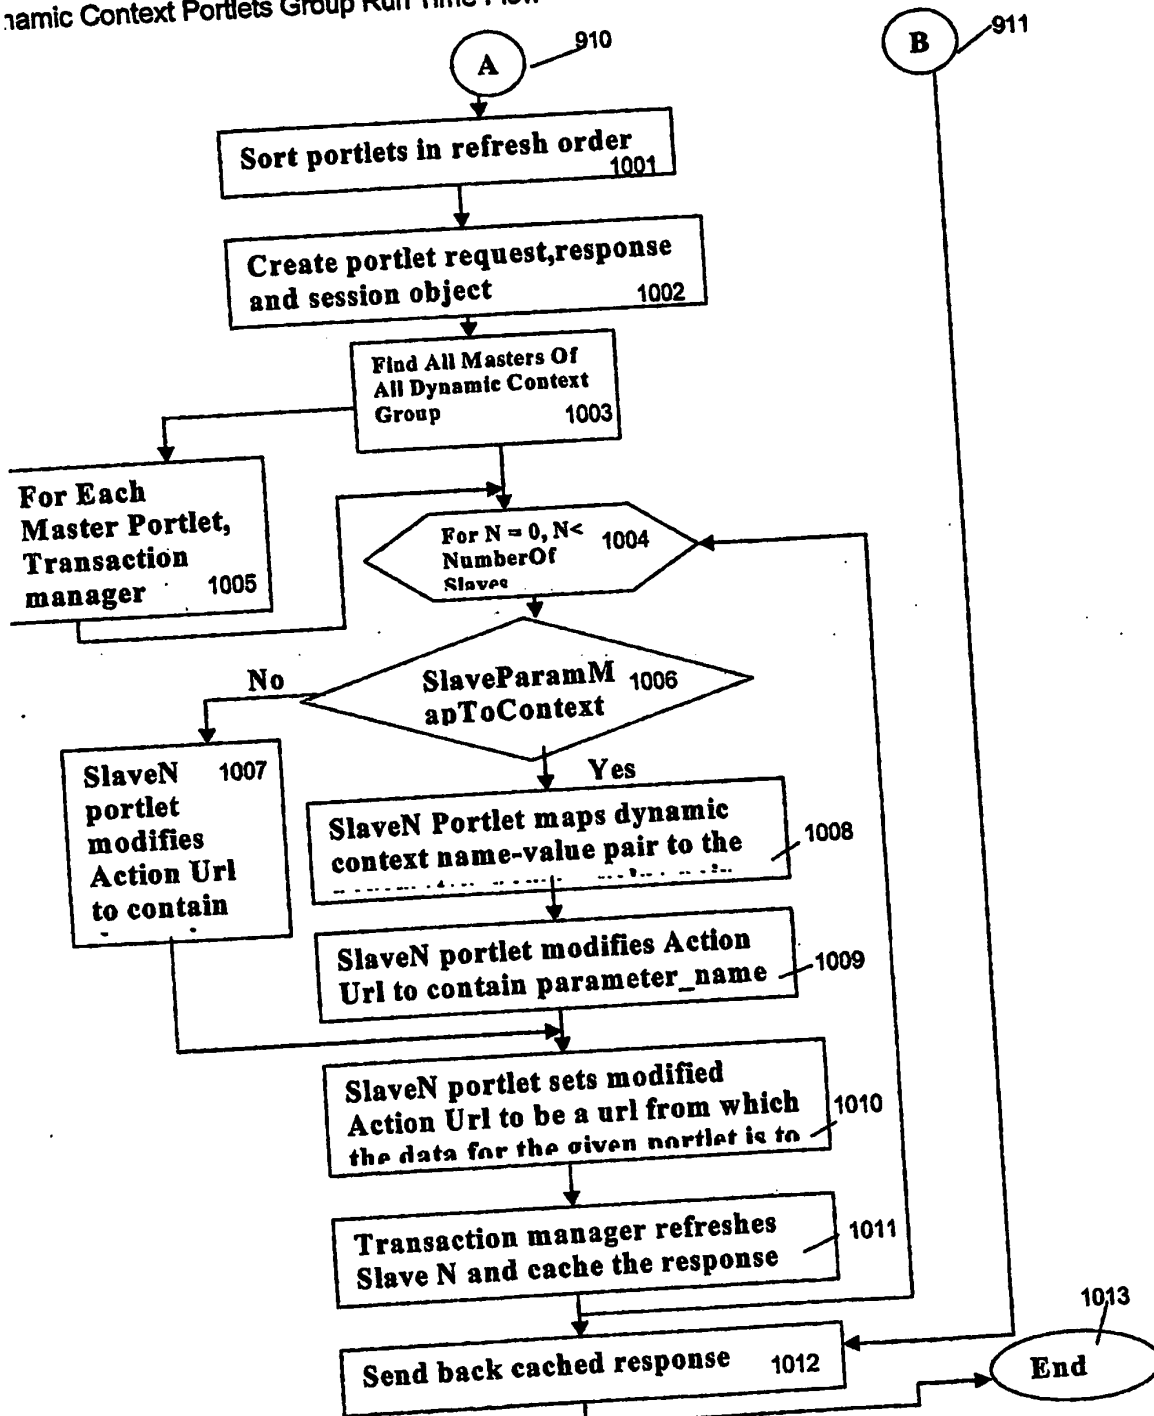 Context Portlets Group Run Time Flow
A
910
B
911
Sort portlets in refresh order
1001
Create portlet request,response
and session object
1002
Find All Masters Of
All Dynamic Context
Group
1003
For Each
Master Portlet,
Transaction
manager
1005
For N = 0, N<
NumberOf
Slaves
1004
SlaveParamM
apToContext
1006
No
Yes
SlaveN
portlet
modifies
Action Url
to contain
1007
SlaveN Portlet maps dynamic
context name-value pair to the
1008
SlaveN portlet modifies Action
Url to contain parameter_name
1009
SlaveN portlet sets modified
Action Url to be a url from which
the data for the given portlet is to
1010
Transaction manager refreshes
Slave N and cache the response
1011
Send back cached response
1012
1013
End